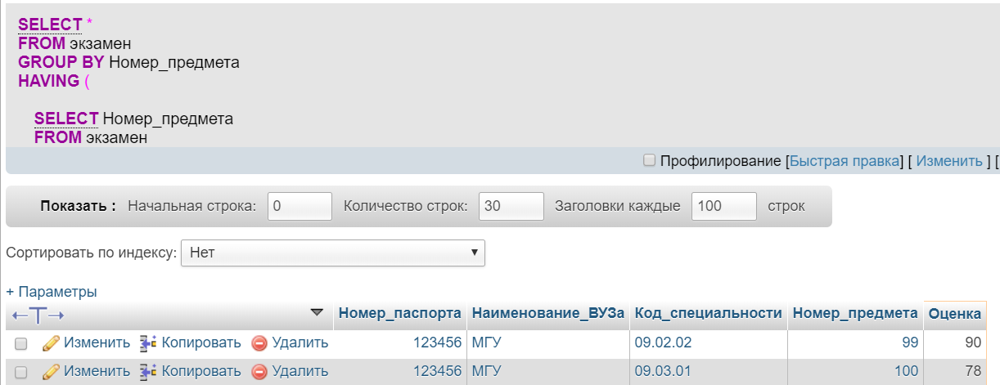 SELECT *
FROM экзамен
GROUP BY Номер_предмета
HAVING (
SELECT Номер_предмета
FROM экзамен
Профилирование [Быстрая правка] [ Изменить ] [
Показать : Начальная строка: 0 Количество строк: 30 Заголовки каждые 100 строк
Сортировать по индексу: Нет
+ Параметры
←T→ Номер_паспорта Наименование_ВУЗа Код_специальности Номер_предмета Оценка
Изменить Копировать Удалить 123456 МГУ 09.02.02 99 90
Изменить Копировать Удалить 123456 МГУ 09.03.01 100 78